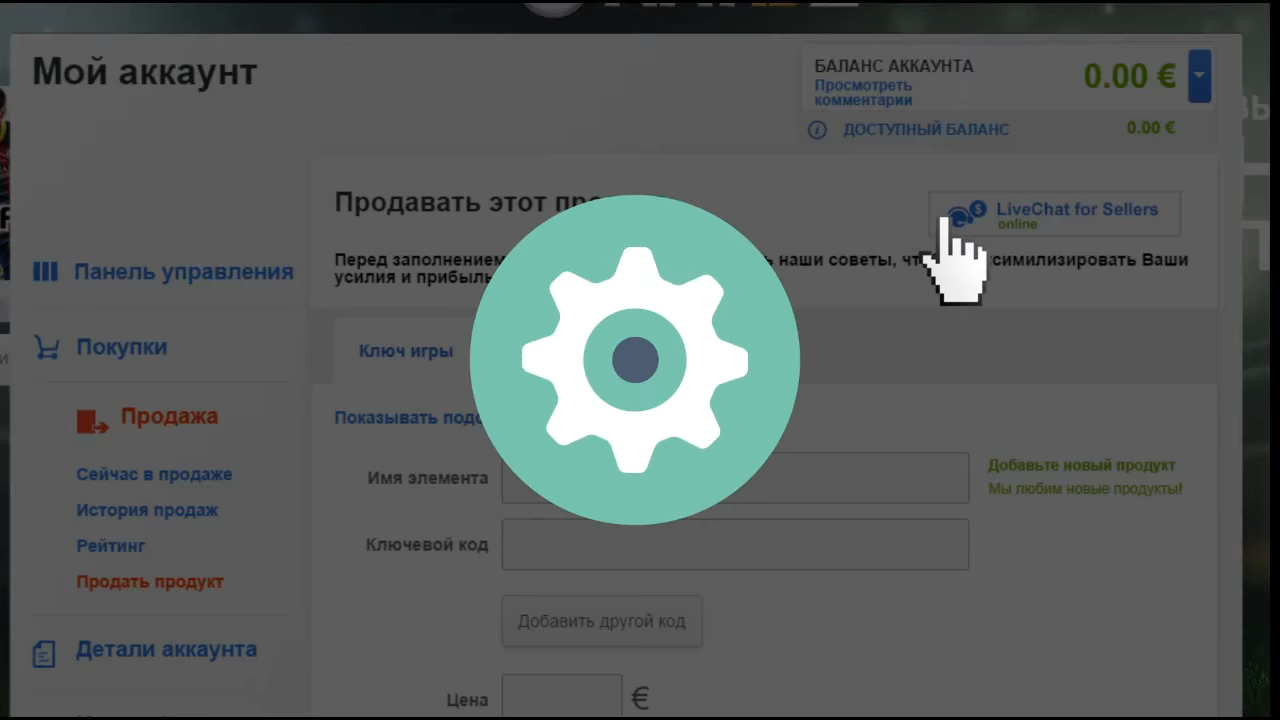 Мой аккаунт
БАЛАНС АККАУНТА
Просмотреть
комментарии
0.00 €
ДОСТУПНЫЙ БАЛАНС
0.00 €
Продавать этот
LiveChat for Sellers
online
Перед заполнением
наши советы,
Ваши
усилия и прибыль
Панель управления
Покупки
Продажа
Сейчас в продаже
История продаж
Рейтинг
Продать продукт
Детали аккаунта
Ключ игры
Показывать
Имя элемента
Добавьте новый продукт
Мы любим новые продукты!
Ключевой код
Добавить другой код
Цена
€